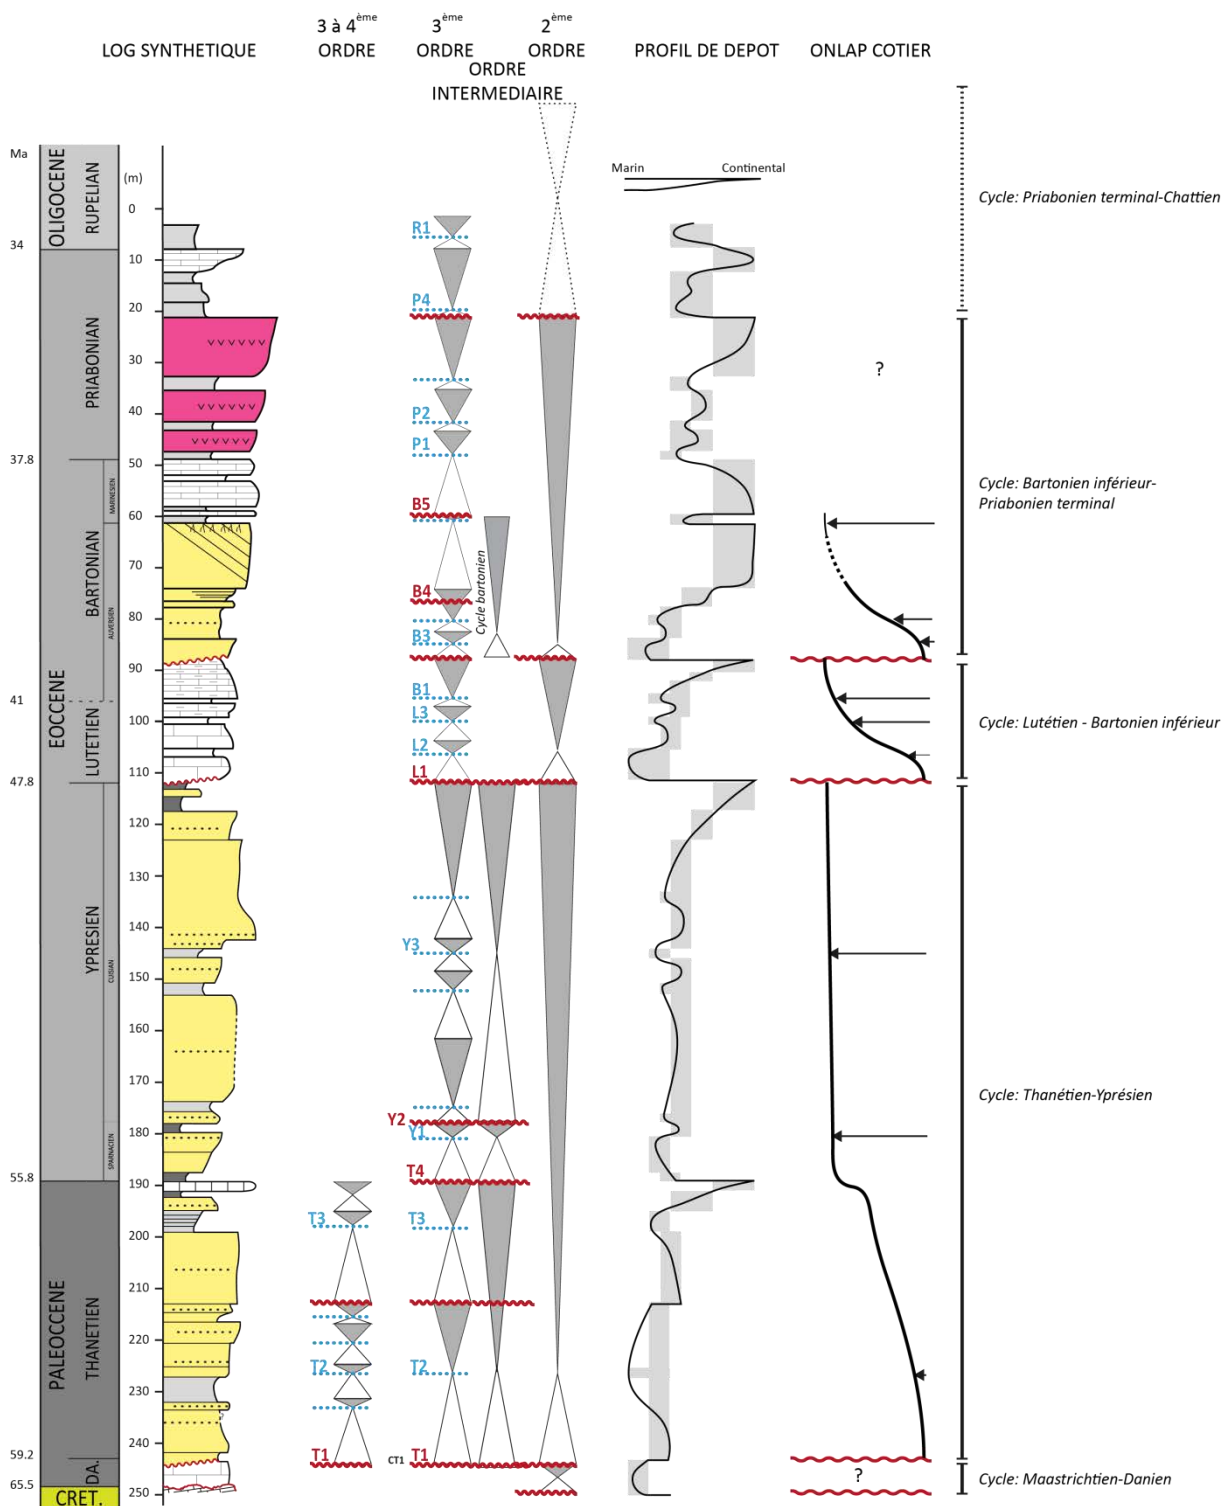 3 à 4ème
3ème
2ème
LOG SYNTHETIQUE
ORDRE
ORDRE
ORDRE
PROFIL DE DEPOT
ONLAP COTIER
ORDRE
INTERMEDIAIRE
Ma
OLIGOCENE
RUPELIAN
(m)
Marin
Continental
Cycle: Priabonien terminal-Chattien
0
R1
34
10
P4
20
PRIABONIAN
30
?
40
P2
P1
37.8
50
MARINESIEN
Cycle: Bartonien inférieur-
Priabonien terminal
B5
60
EOCCENE
BARTONIAN
70
Cycle bartonien
B4
80
AUVERSIEN
B3
90
B1
41
L3
100
Cycle: Lutétien - Bartonien inférieur
LUTETIEN
L2
110
L1
47.8
120
130
YPRESIEN
140
CUISIAN
Y3
150
160
170
Cycle: Thanétien-Yprésien
Y2
180
Y1
SPARNACIEN
T4
55.8
190
T3
T3
200
210
PALEOCCENE
THANETIEN
220
T2
T2
230
240
59.2
T1
CT1
T1
DA.
?
Cycle: Maastrichtien-Danien
65.5
250
CRET.